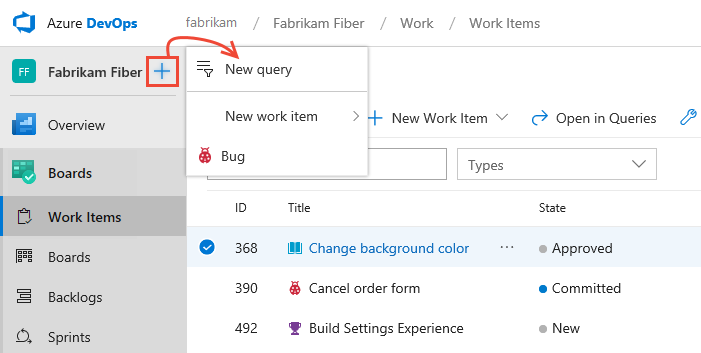 Azure DevOps fabrikam / Fabrikam Fiber / Work / Work Items
FF Fabrikam Fiber
New query
New work item
Bug
Overview
Boards
Work Items
Boards
Backlogs
Sprints
New Work Item Open in Queries
Types
ID Title State
368 Change background color ... Approved
390 Cancel order form Committed
492 Build Settings Experience New